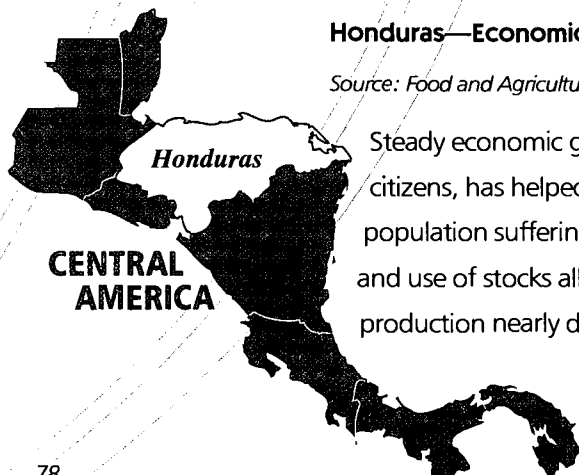 Honduras—Economic
Source: Food and Agricultu
Steady economic g
citizens, has helped
population sufferin
and use of stocks all
production nearly d
Honduras
CENTRAL
AMERICA
78